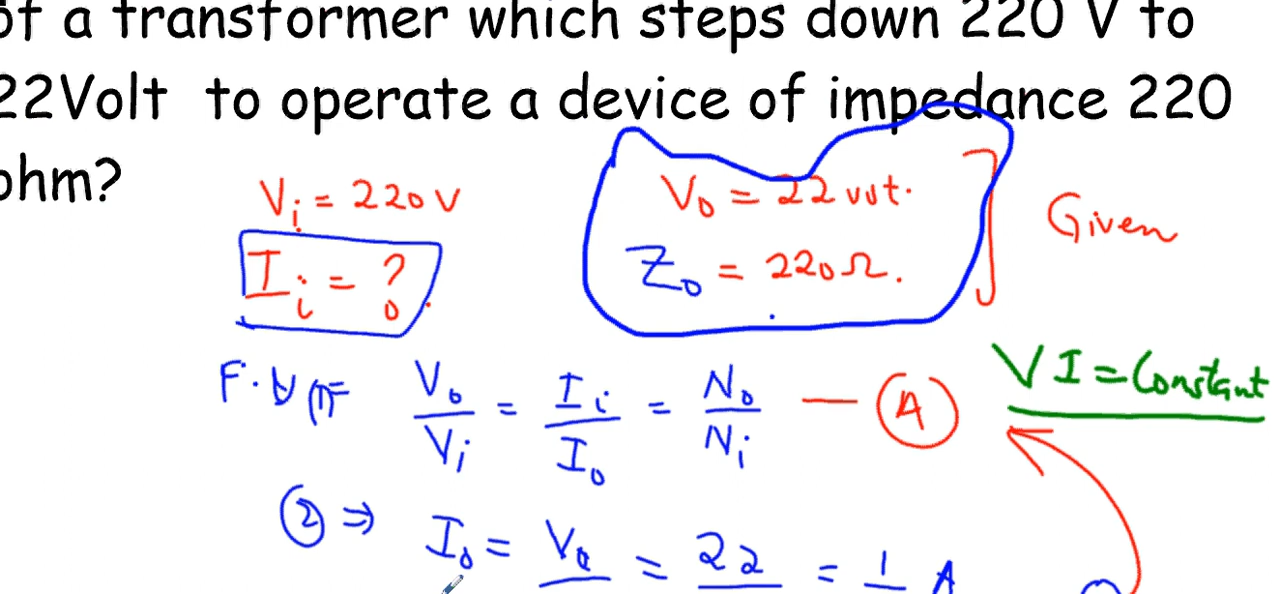 of a transformer which steps down 220 V to
22Volt to operate a device of impedance 220
ohm?
Vi = 220 V
Vo = 22 volt.
Given
Ii = ?
Zo = 220 Ω.
VI = Constant
Vo/Vi = Ii/Io = No/Ni — (A)
(2) ⇒ Io = Vo = 22 = 1 A